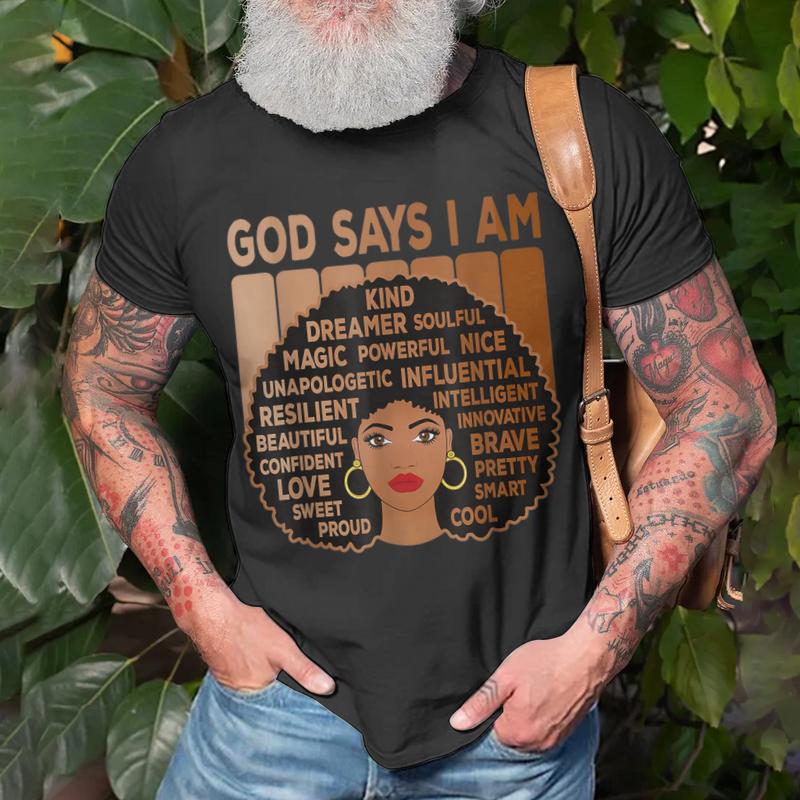 GOD SAYS I AM
KIND
DREAMER SOULFUL
MAGIC POWERFUL NICE
UNAPOLOGETIC INFLUENTIAL
RESILIENT INTELLIGENT
BEAUTIFUL INNOVATIVE
CONFIDENT BRAVE
LOVE PRETTY
SWEET SMART
PROUD COOL
Estuardo